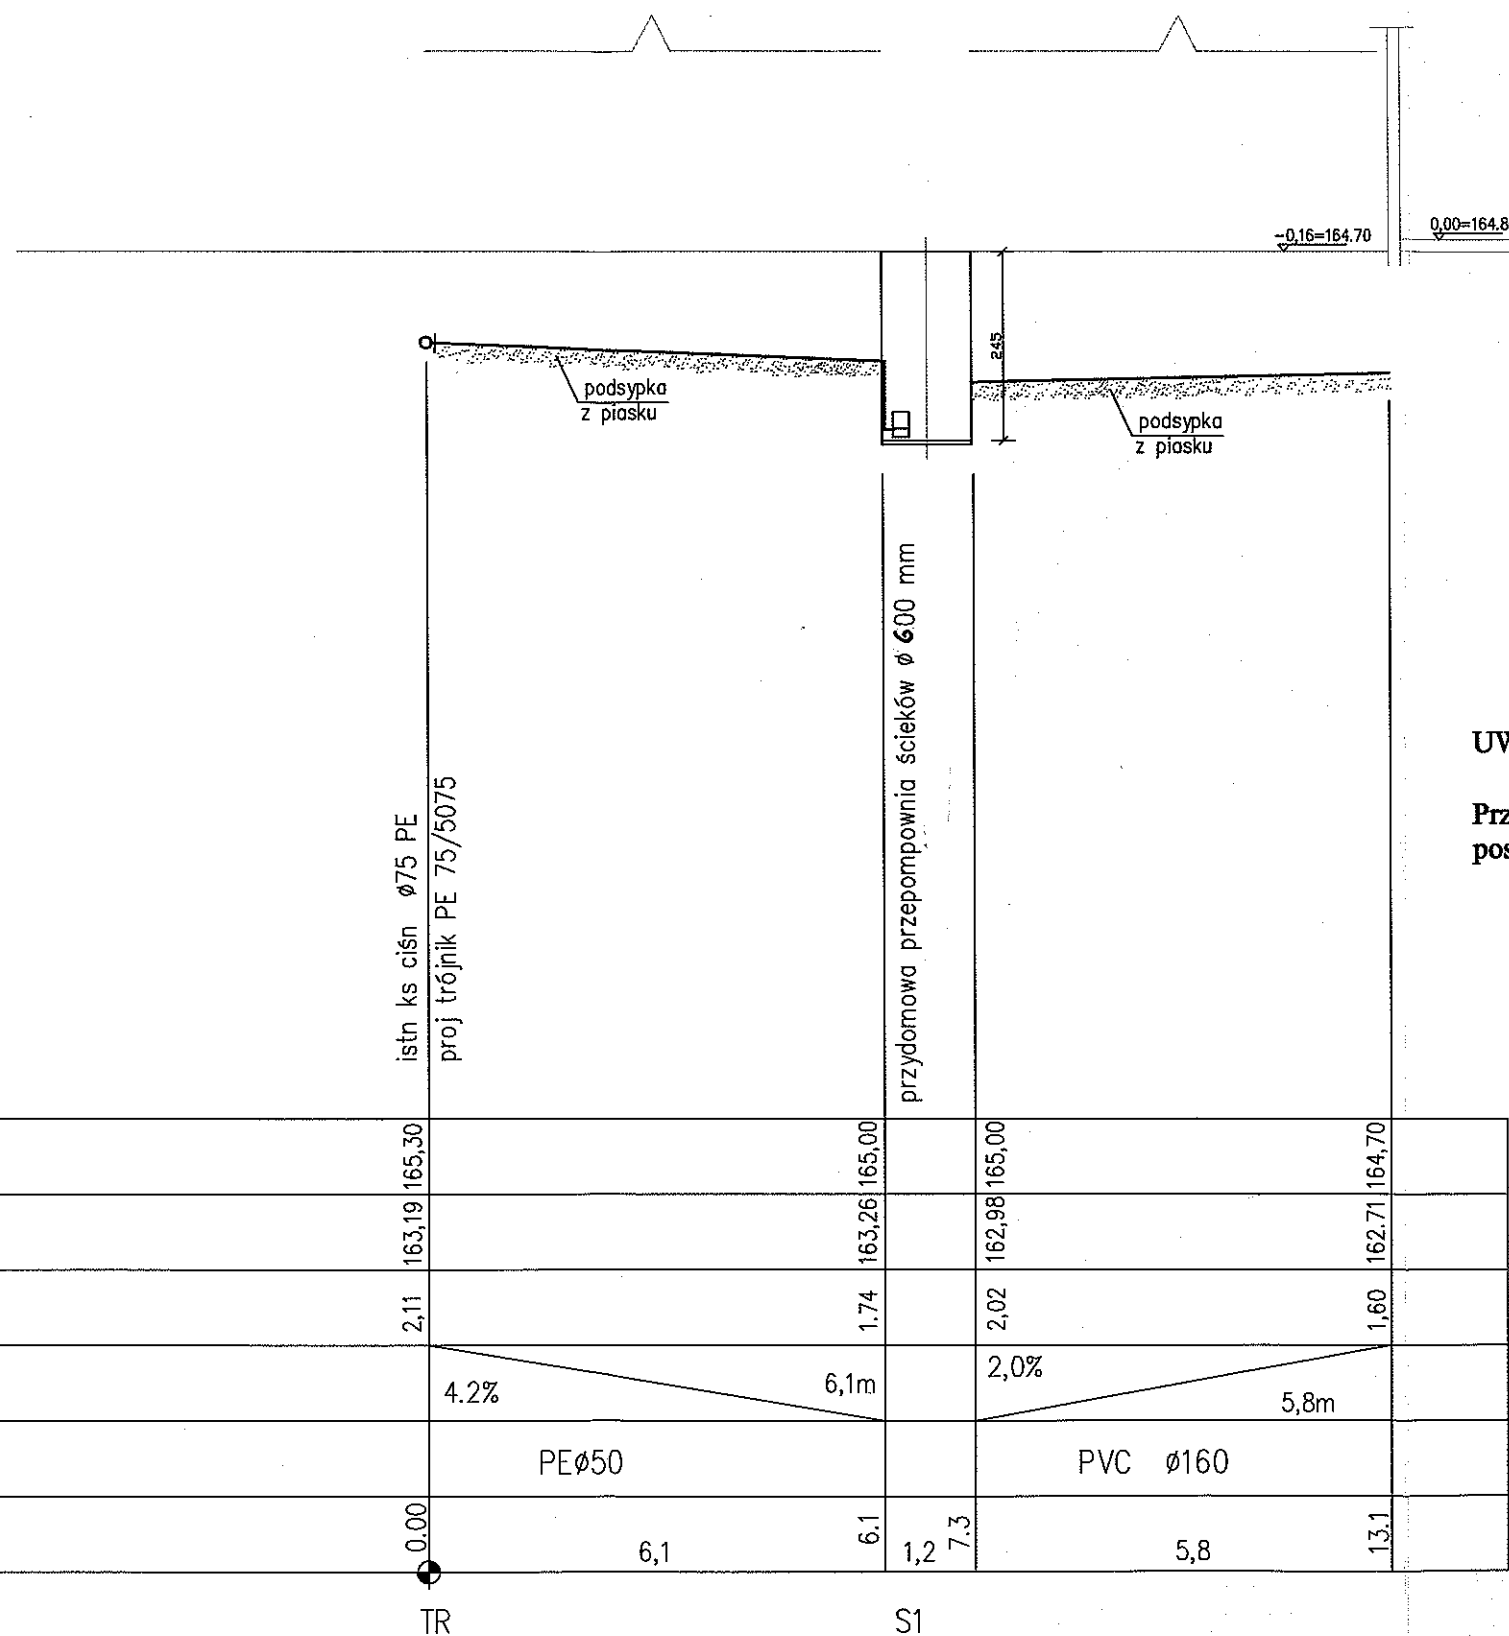 -0,16=164.70
0,00=164.8
245
podsypka
z piasku
podsypka
z piasku
przydomowa przepompownia ścieków ø 600 mm
UW
Prz
pos
istn ks ciśn ø75 PE
proj trójnik PE 75/5075
165,30
165,00
165,00
164,70
163,19
163,26
162,98
162.71
2,11
1.74
2,02
1,60
4.2%
6,1m
2,0%
5,8m
PEø50
PVC ø160
0.00
6,1
6.1
1,2
7.3
5,8
13.1
TR
S1